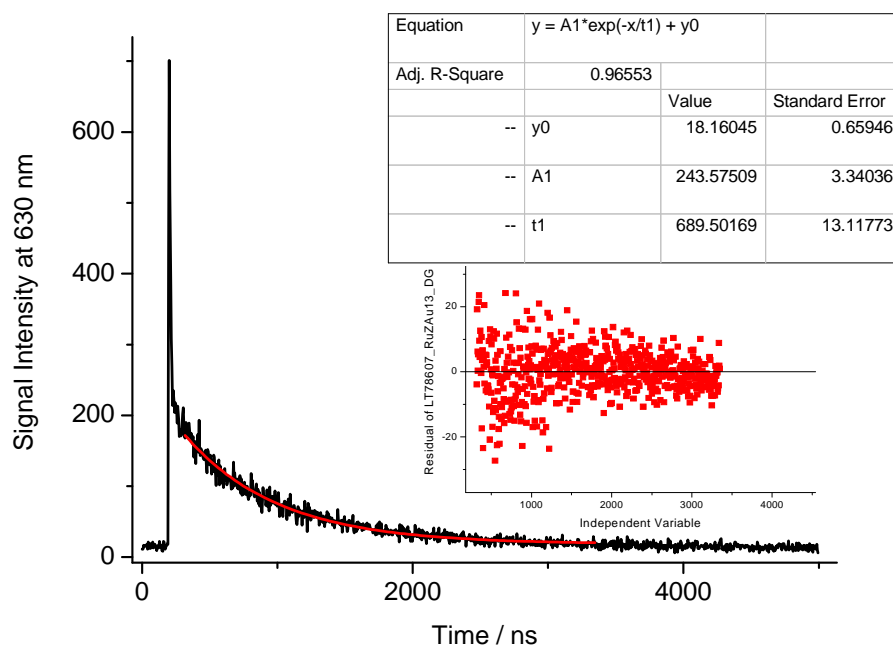 Equation y = A1*exp(-x/t1) + y0
Adj. R-Square 0.96553
Value Standard Error
-- y0 18.16045 0.65946
-- A1 243.57509 3.34036
-- t1 689.50169 13.11773
600
400
200
0
Signal Intensity at 630 nm
0 2000 4000
Time / ns
20
0
-20
Residual of LT78607_RuZAu13_DG
1000 2000 3000 4000
Independent Variable